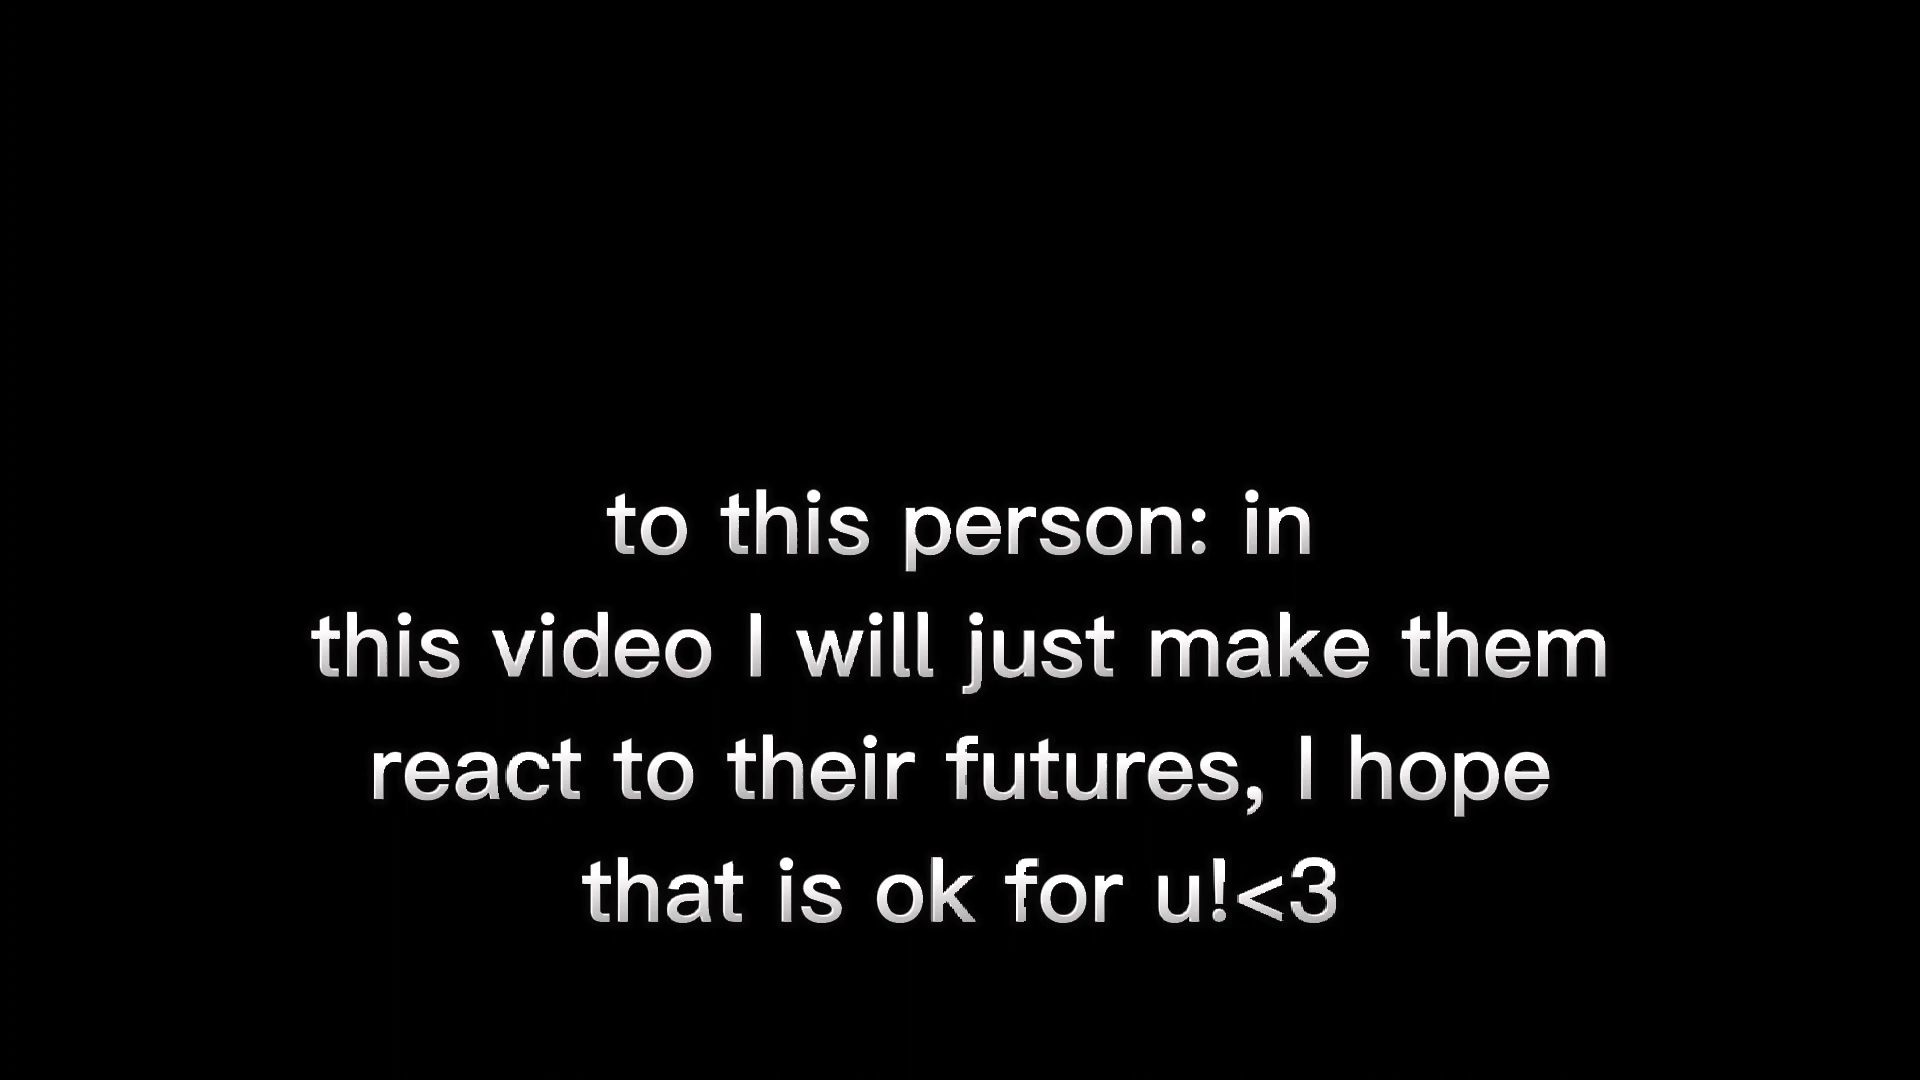 to this person: in
this video I will just make them
react to their futures, I hope
that is ok for u!<3